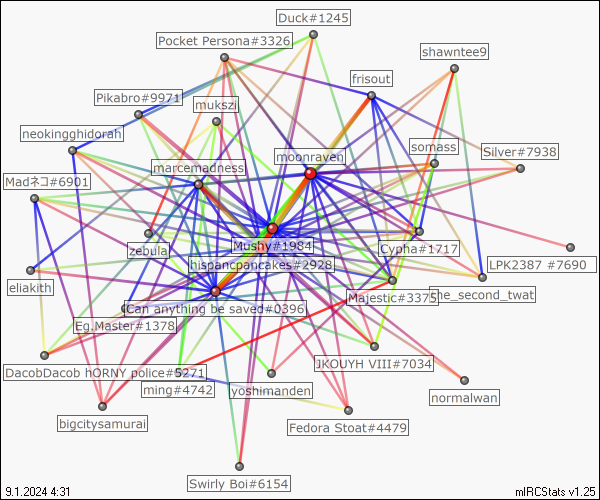 Duck#1245
Pocket Persona#3326
shawntee9
frisout
Pikabro#9971
mukszi
neokingghidorah
somass
moonraven
Silver#7938
marcemadness
Madネコ#6901
Mushy#1984
zebulai
Cypha#1717
hispancpancakes#2928
LPK2387 #7690
eliakith
Majestic#3375
the_second_twat
Can anything be saved#0396
Eg.Master#1378
JKOUYH VIII#7034
DacobDacob hORNY police#5271
ming#4742
yoshimanden
normalwan
bigcitysamurai
Fedora Stoat#4479
Swirly Boi#6154
9.1.2024 4:31
mIRCStats v1.25